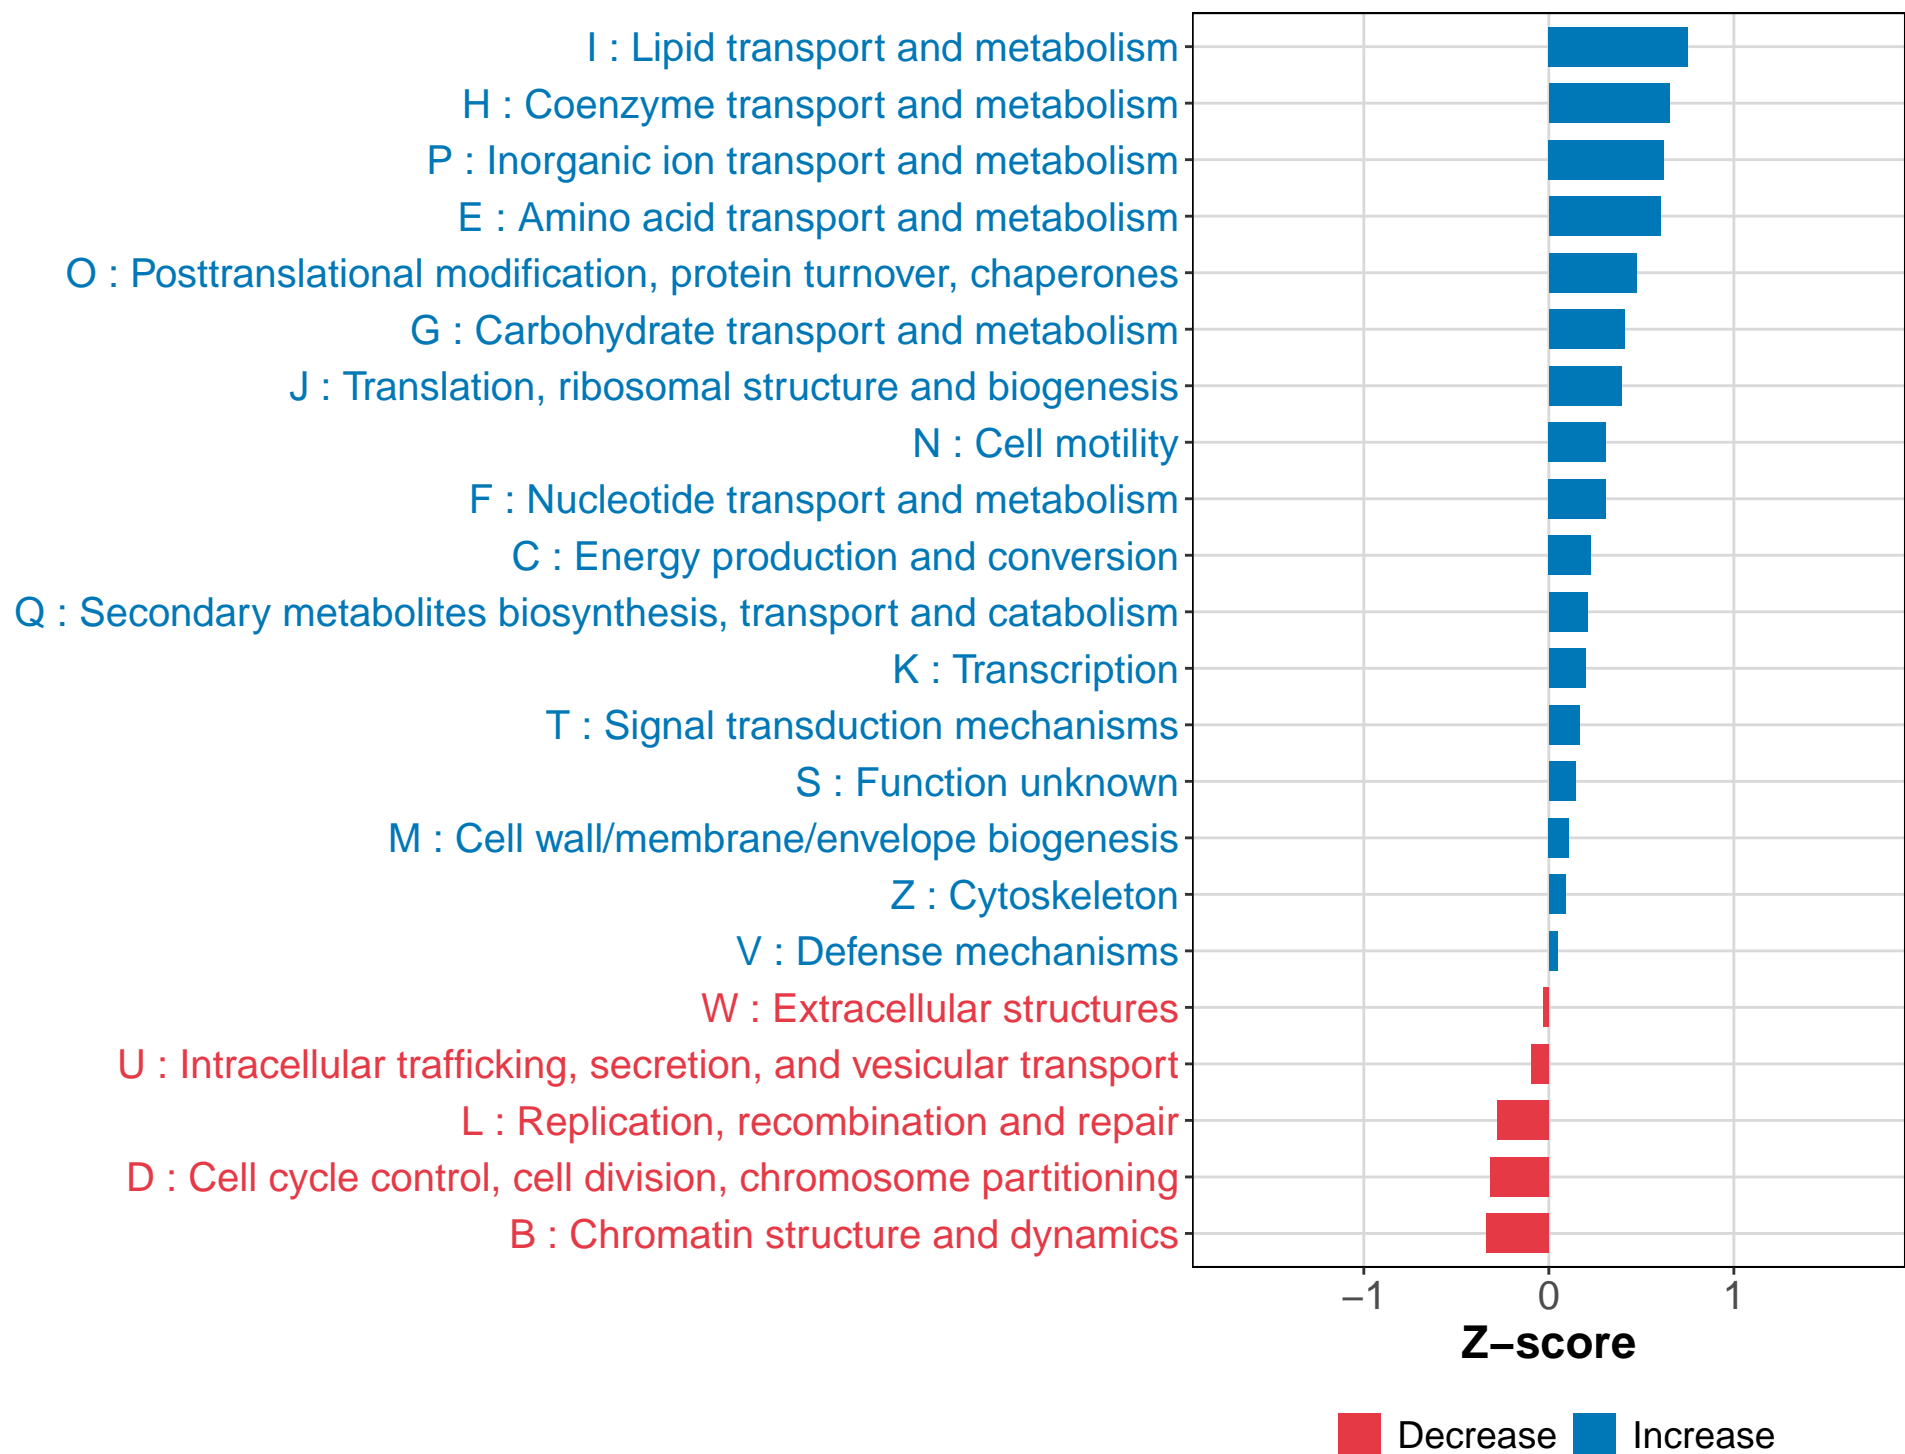 I : Lipid transport and metabolism
H : Coenzyme transport and metabolism
P : Inorganic ion transport and metabolism
E : Amino acid transport and metabolism
O : Posttranslational modification, protein turnover, chaperones
G : Carbohydrate transport and metabolism
J : Translation, ribosomal structure and biogenesis
N : Cell motility
F : Nucleotide transport and metabolism
C : Energy production and conversion
Q : Secondary metabolites biosynthesis, transport and catabolism
K : Transcription
T : Signal transduction mechanisms
S : Function unknown
M : Cell wall/membrane/envelope biogenesis
Z : Cytoskeleton
V : Defense mechanisms
W : Extracellular structures
U : Intracellular trafficking, secretion, and vesicular transport
L : Replication, recombination and repair
D : Cell cycle control, cell division, chromosome partitioning
B : Chromatin structure and dynamics
−1 0 1
Z−score
Decrease Increase